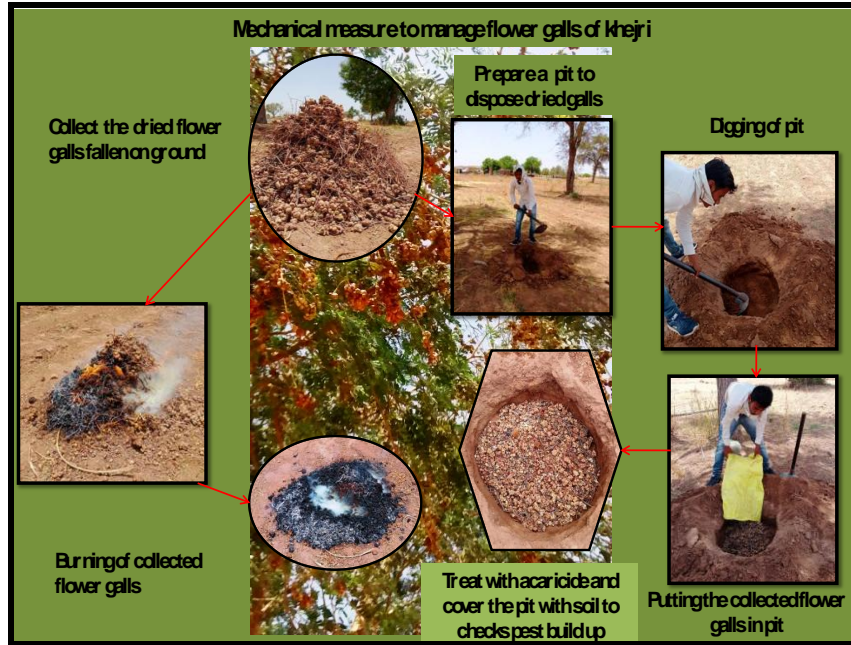 Mechanical measure to manage flower galls of khejri
Collect the dried flower
galls fallen on ground
Prepare a pit to
dispose dried galls
Digging of pit
Burning of collected
flower galls
Treat with acaricide and
cover the pit with soil to
checks pest build up
Putting the collected flower
galls in pit